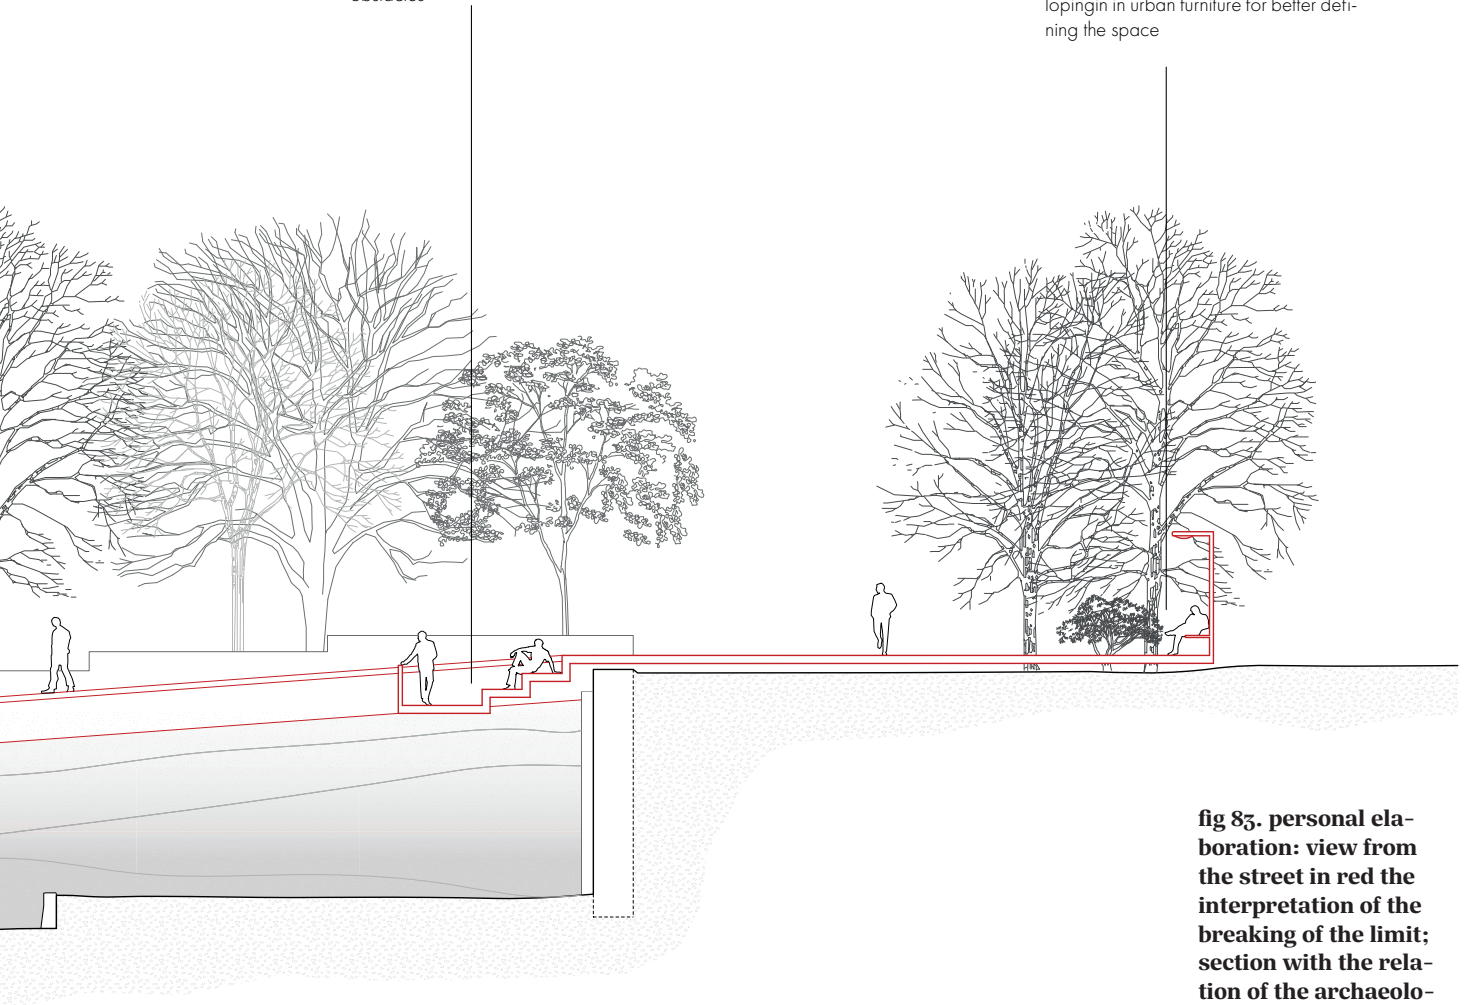 lopingin in urban furniture for better defi-
ning the space
fig 83. personal ela-
boration: view from
the street in red the
interpretation of the
breaking of the limit;
section with the rela-
tion of the archaeolo-